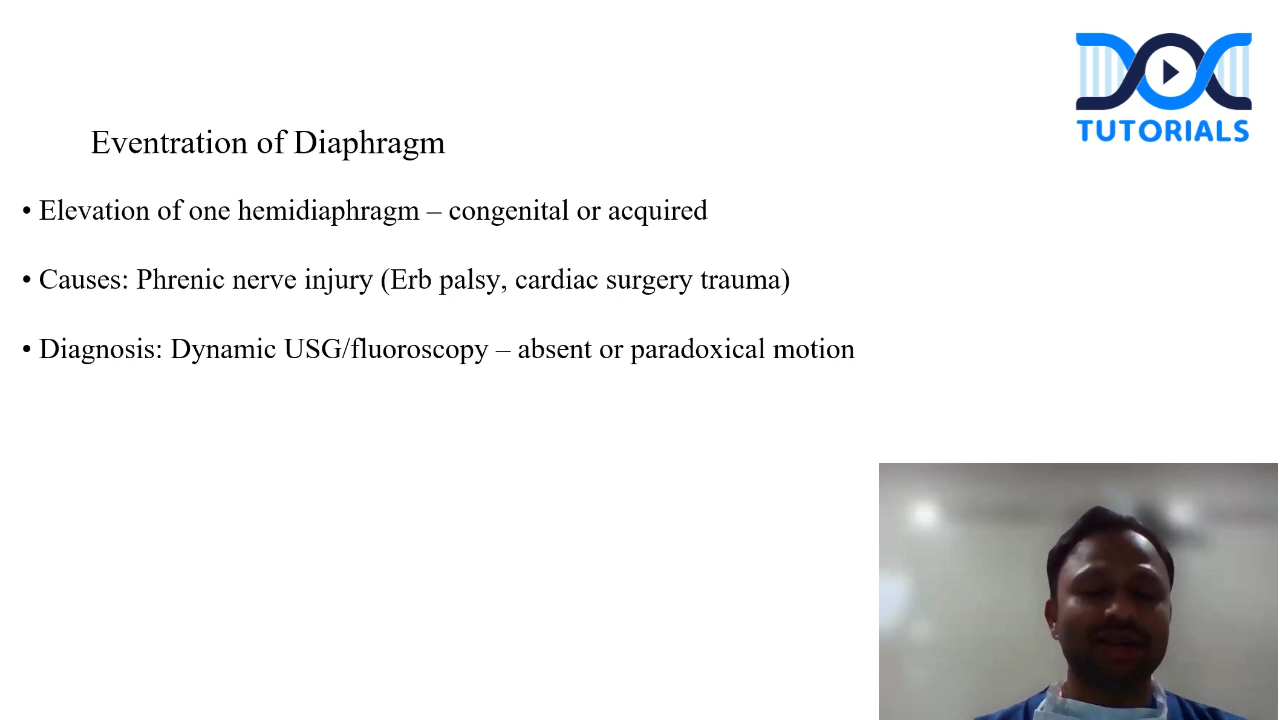 DOC
TUTORIALS
Eventration of Diaphragm
• Elevation of one hemidiaphragm – congenital or acquired
• Causes: Phrenic nerve injury (Erb palsy, cardiac surgery trauma)
• Diagnosis: Dynamic USG/fluoroscopy – absent or paradoxical motion